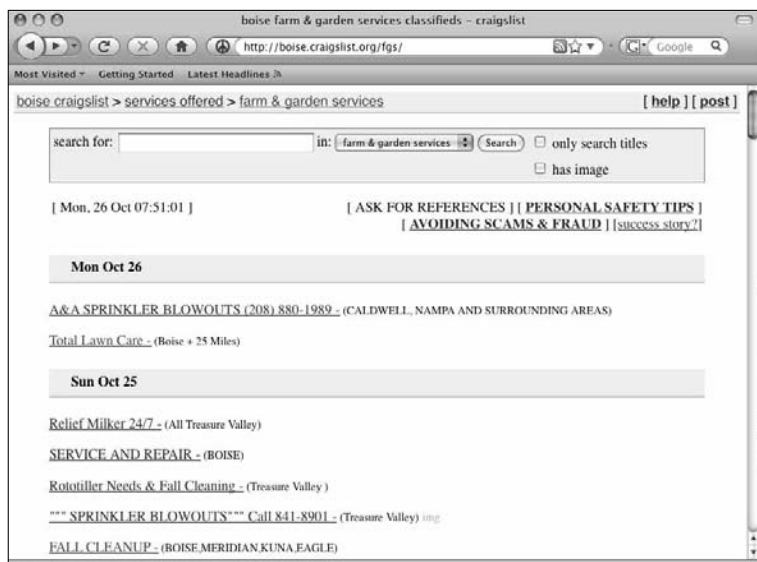 boise farm & garden services classifieds – craigslist
http://boise.craigslist.org/fgs/
G
Google
Most Visited Getting Started Latest Headlines
boise craigslist > services offered > farm & garden services [ help ] [ post ]
search for: in: farm & garden services Search only search titles
has image
[ Mon, 26 Oct 07:51:01 ] [ ASK FOR REFERENCES ] [ PERSONAL SAFETY TIPS ]
[ AVOIDING SCAMS & FRAUD ] [success story?]
Mon Oct 26
A&A SPRINKLER BLOWOUTS (208) 880-1989 - (CALDWELL, NAMPA AND SURROUNDING AREAS)
Total Lawn Care - (Boise + 25 Miles)
Sun Oct 25
Relief Milker 24/7 - (All Treasure Valley)
SERVICE AND REPAIR - (BOISE)
Rototiller Needs & Fall Cleaning - (Treasure Valley )
""" SPRINKLER BLOWOUTS""" Call 841-8901 - (Treasure Valley) img
FALL CLEANUP - (BOISE,MERIDIAN,KUNA,EAGLE)